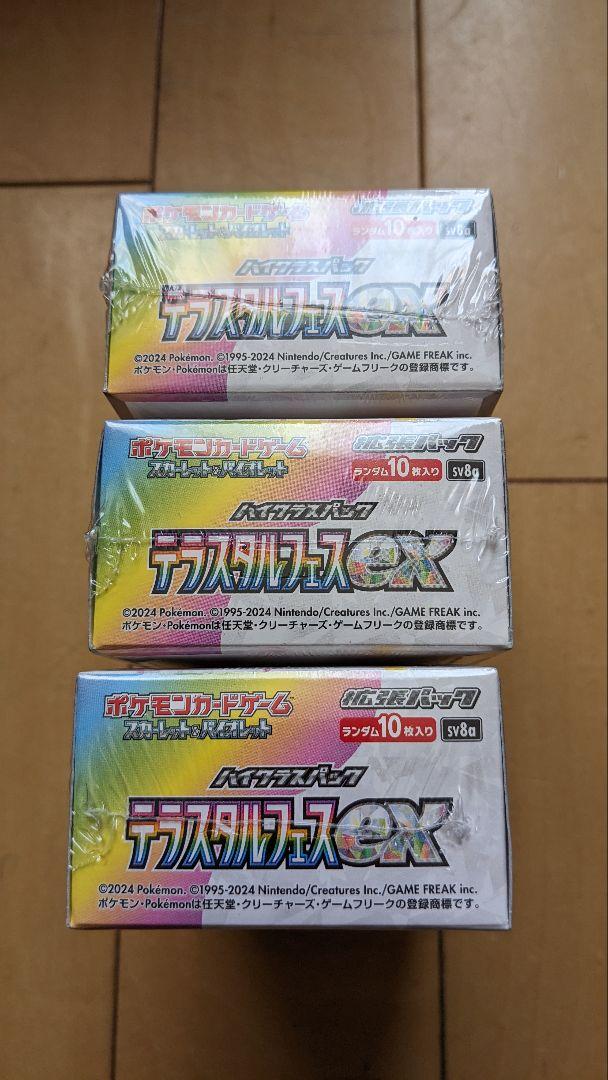 ポケモンカードゲーム
スカーレット&バイオレット
拡張パック
ランダム10枚入り sv8a
ハイクラスパック
テラスタルフェスex
©2024 Pokémon. ©1995-2024 Nintendo/Creatures Inc./GAME FREAK inc.
ポケモン・Pokémonは任天堂・クリーチャーズ・ゲームフリークの登録商標です。
ポケモンカードゲーム
スカーレット&バイオレット
拡張パック
ランダム10枚入り sv8a
ハイクラスパック
テラスタルフェスex
©2024 Pokémon. ©1995-2024 Nintendo/Creatures Inc./GAME FREAK inc.
ポケモン・Pokémonは任天堂・クリーチャーズ・ゲームフリークの登録商標です。
ポケモンカードゲーム
スカーレット&バイオレット
拡張パック
ランダム10枚入り sv8a
ハイクラスパック
テラスタルフェスex
©2024 Pokémon. ©1995-2024 Nintendo/Creatures Inc./GAME FREAK inc.
ポケモン・Pokémonは任天堂・クリーチャーズ・ゲームフリークの登録商標です。